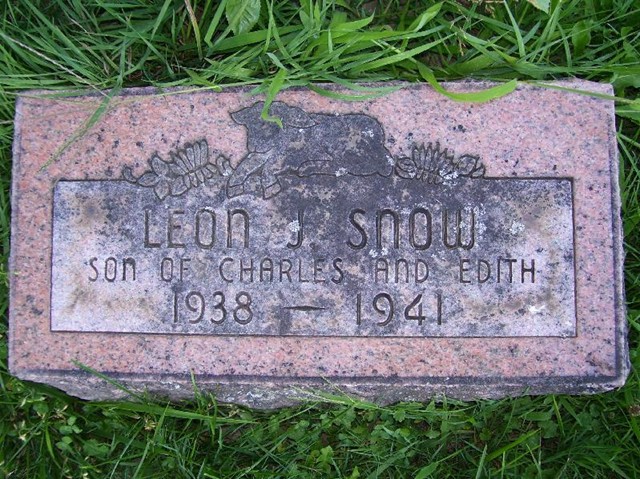 LEON J. SNOW
SON OF CHARLES AND EDITH
1938 — 1941